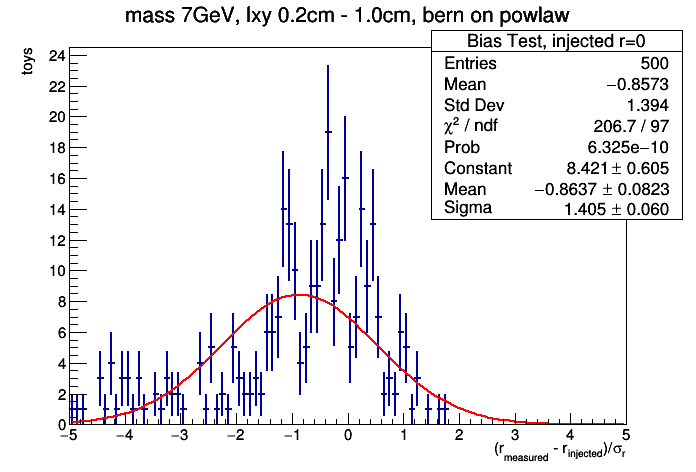 mass 7GeV, lxy 0.2cm - 1.0cm, bern on powlaw
toys
Bias Test, injected r=0
Entries 500
Mean −0.8573
Std Dev 1.394
χ² / ndf 206.7 / 97
Prob 6.325e−10
Constant 8.421 ± 0.605
Mean −0.8637 ± 0.0823
Sigma 1.405 ± 0.060
24
22
20
18
16
14
12
10
8
6
4
2
0
−5 −4 −3 −2 −1 0 1 2 3 4 5
(r_measured - r_injected)/σ_r